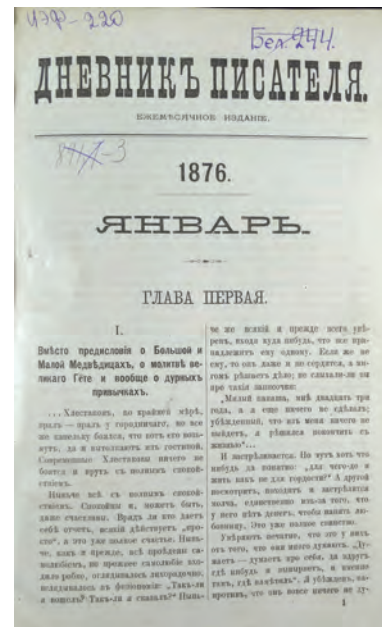 ЦЭФ-220
Бел. 244.
ДНЕВНИКЪ ПИСАТЕЛЯ.
ЕЖЕМѢСЯЧНОЕ ИЗДАНІЕ.
1876.
ЯНВАРЬ.
ГЛАВА ПЕРВАЯ.
I.
Вмѣсто предисловія о Большой и
Малой Медвѣдицахъ, о молитвѣ ве-
ликаго Гёте и вообще о дурныхъ
привычкахъ.
. . . Хлестаковъ, по крайней мѣрѣ,
вралъ — вралъ у городничаго, но все
же капельку боялся, что вотъ его возь-
мутъ, да и вытолкаютъ изъ гостиной.
Современные Хлестаковы ничего не
боятся и врутъ съ полнымъ спокой-
ствіемъ.
Нынче всѣ съ полнымъ спокой-
ствіемъ. Спокойны и, можетъ быть,
даже счастливы. Врядъ ли кто даетъ
себѣ отчетъ, всякій дѣйствуетъ „про-
сто“, а это уже полное счастье. Нын-
че, какъ и прежде, всѣ проѣдены са-
молюбіемъ, но прежнее самолюбіе вхо-
дило робко, оглядывалось лихорадочно,
вглядывалось въ физіономіи: „Такъ-ли
я вошелъ? Такъ-ли я сказалъ?“ Нын-
че же всякій и прежде всего увѣ-
ренъ, входя куда нибудь, что все при-
надлежитъ ему одному. Если же не
ему, то онъ даже и не сердится, а ми-
гомъ рѣшаетъ дѣло; не слыхали-ли вы
про такія записочки:
„Милый папаша, мнѣ двадцать три
года, а я еще ничего не сдѣлалъ;
убѣжденный, что изъ меня ничего не
выйдетъ, я рѣшился покончить съ
жизнью“...
И застрѣливается. Но тутъ хоть что
нибудь да понятно: „для чего-де и
жить какъ не для гордости?“ А другой
посмотритъ, походитъ и застрѣлится
молча, единственно изъ-за того, что
у него нѣтъ денегъ, чтобы нанять лю-
бовницу. Это уже полное свинство.
Увѣряютъ печатно, что это у нихъ
отъ того, что они много думаютъ. „Ду-
маетъ — думаетъ про себя, да вдругъ
гдѣ нибудь и вынырнетъ, и именно
тамъ, гдѣ намѣтилъ“. Я убѣжденъ, на-
противъ, что онъ вовсе ничего не ду-
1